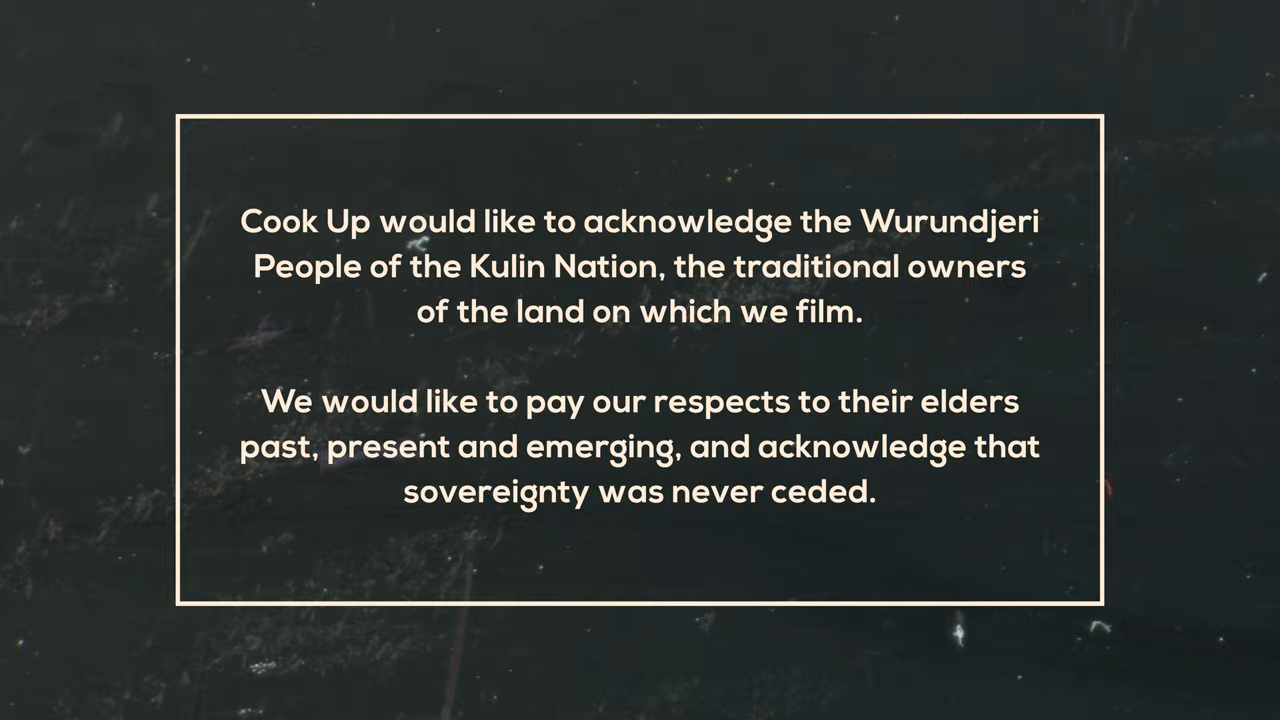 Cook Up would like to acknowledge the Wurundjeri
People of the Kulin Nation, the traditional owners
of the land on which we film.
We would like to pay our respects to their elders
past, present and emerging, and acknowledge that
sovereignty was never ceded.